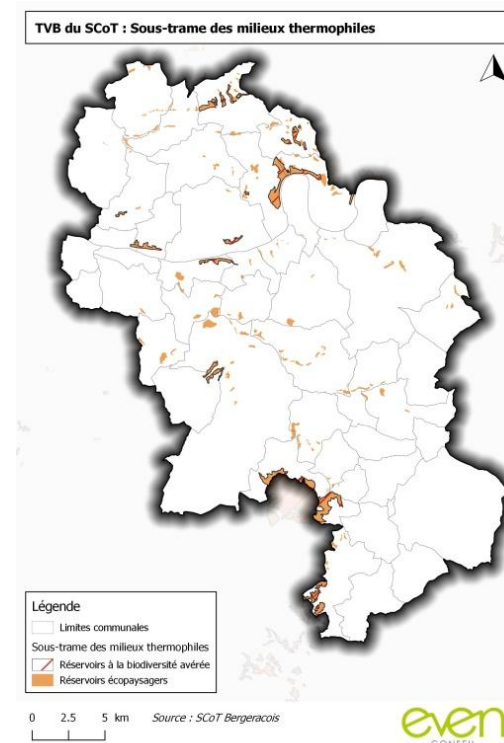 TVB du SCoT : Sous-trame des milieux thermophiles
Légende
Limites communales
Sous-trame des milieux thermophiles
Réservoirs à la biodiversité avérée
Réservoirs écopaysagers
0 2.5 5 km
Source : SCoT Bergeracois
even
CONSEIL